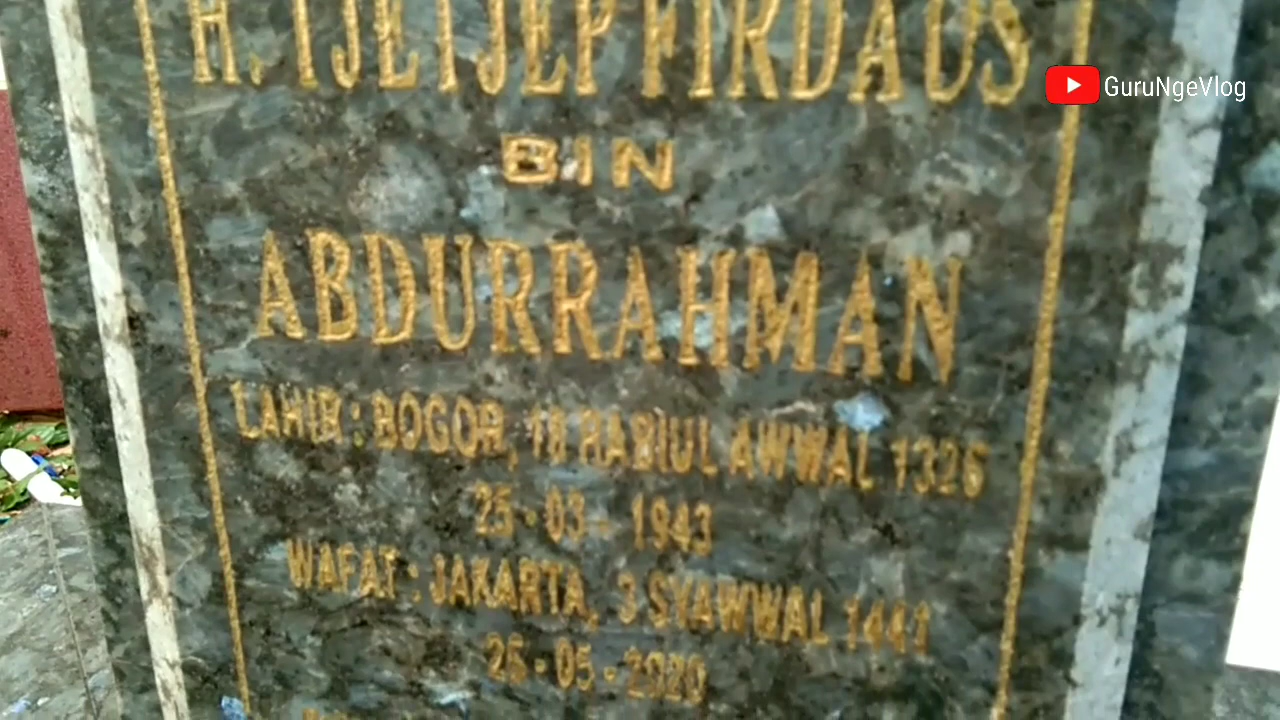 H. TJETJEP FIRDAUS
GuruNgeVlog
BIN
ABDURRAHMAN
LAHIR : BOGOR, 18 RABIUL AWWAL 1326
25 - 03 - 1943
WAFAT : JAKARTA, 3 SYAWWAL 1441
26 - 05 - 2020